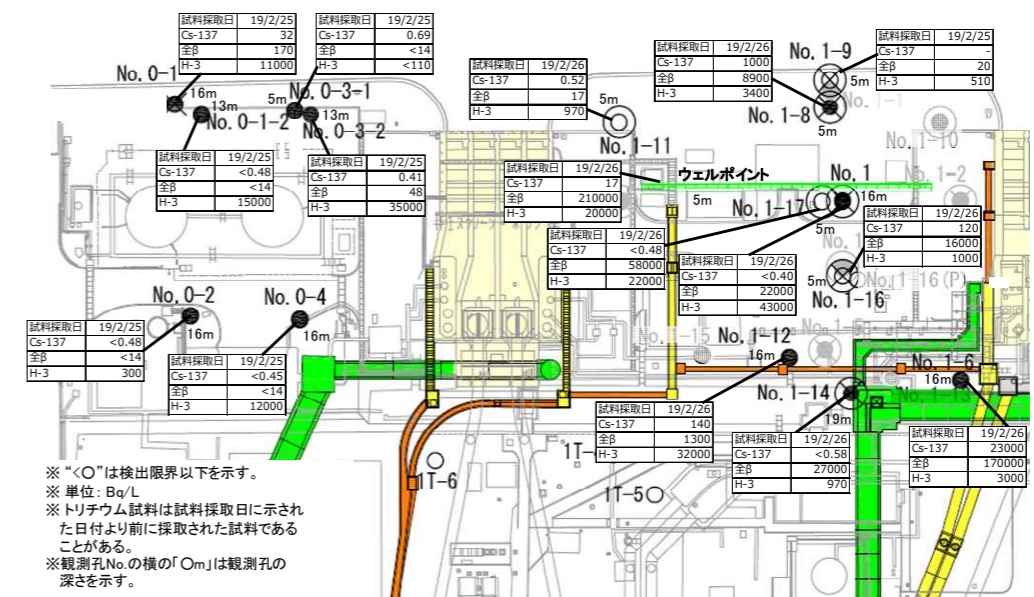 試料採取日 19/2/25
Cs-137 32
全β 170
H-3 11000
試料採取日 19/2/25
Cs-137 0.69
全β <14
H-3 <110
試料採取日 19/2/26
Cs-137 0.52
全β 17
H-3 970
試料採取日 19/2/26
Cs-137 1000
全β 8900
H-3 3400
試料採取日 19/2/25
Cs-137 -
全β 20
H-3 510
No. 0-1
16m
13m
No. 0-1-2
5m
No. 0-3-1
13m
No. 0-3-2
5m
No. 1-11
No. 1-9
5m
No. 1-8
5m
No. 1-10
試料採取日 19/2/25
Cs-137 <0.48
全β <14
H-3 15000
試料採取日 19/2/25
Cs-137 0.41
全β 48
H-3 35000
試料採取日 19/2/26
Cs-137 17
全β 210000
H-3 20000
ウェルポイント
5m
No. 1
16m
No. 1-17
5m
試料採取日 19/2/26
Cs-137 120
全β 16000
H-3 1000
試料採取日 19/2/26
Cs-137 <0.48
全β 58000
H-3 22000
試料採取日 19/2/26
Cs-137 <0.40
全β 22000
H-3 43000
5m
No. 1-16
No. 1-16(P)
No. 0-2
16m
No. 0-4
16m
試料採取日 19/2/25
Cs-137 <0.48
全β <14
H-3 300
試料採取日 19/2/25
Cs-137 <0.45
全β <14
H-3 12000
No. 1-12
16m
No. 1-6
16m
No. 1-14
19m
No. 1-13
試料採取日 19/2/26
Cs-137 140
全β 1300
H-3 32000
試料採取日 19/2/26
Cs-137 <0.58
全β 27000
H-3 970
試料採取日 19/2/26
Cs-137 23000
全β 170000
H-3 3000
1T-6
1T-5
※ “<○”は検出限界以下を示す。
※ 単位: Bq/L
※ トリチウム試料は試料採取日に示され
た日付より前に採取された試料である
ことがある。
※観測孔No.の横の「○m」は観測孔の
深さを示す。